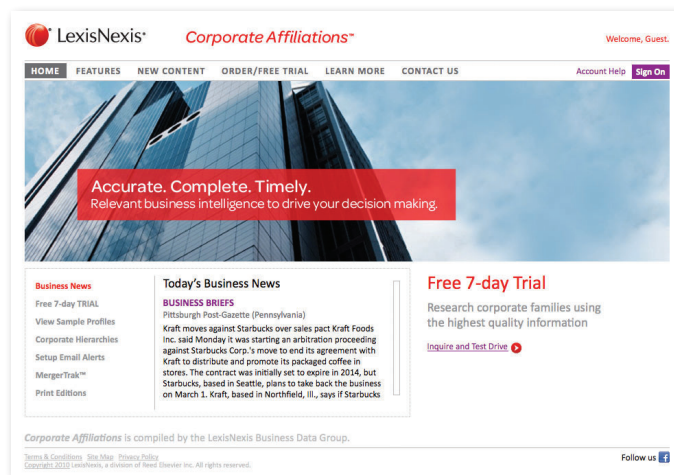 LexisNexis® Corporate Affiliations™
Welcome, Guest.
HOME FEATURES NEW CONTENT ORDER/FREE TRIAL LEARN MORE CONTACT US Account Help Sign On
Accurate. Complete. Timely.
Relevant business intelligence to drive your decision making.
Business News
Free 7-day TRIAL
View Sample Profiles
Corporate Hierarchies
Setup Email Alerts
MergerTrak™
Print Editions
Today's Business News
BUSINESS BRIEFS
Pittsburgh Post-Gazette (Pennsylvania)
Kraft moves against Starbucks over sales pact Kraft Foods
Inc. said Monday it was starting an arbitration proceeding
against Starbucks Corp.'s move to end its agreement with
Kraft to distribute and promote its packaged coffee in
stores. The contract was initially set to expire in 2014, but
Starbucks, based in Seattle, plans to take back the business
on March 1. Kraft, based in Northfield, Ill., says if Starbucks
Free 7-day Trial
Research corporate families using
the highest quality information
Inquire and Test Drive
Corporate Affiliations is compiled by the LexisNexis Business Data Group.
Terms & Conditions Site Map Privacy Policy
Copyright 2010 LexisNexis, a division of Reed Elsevier Inc. All rights reserved.
Follow us f